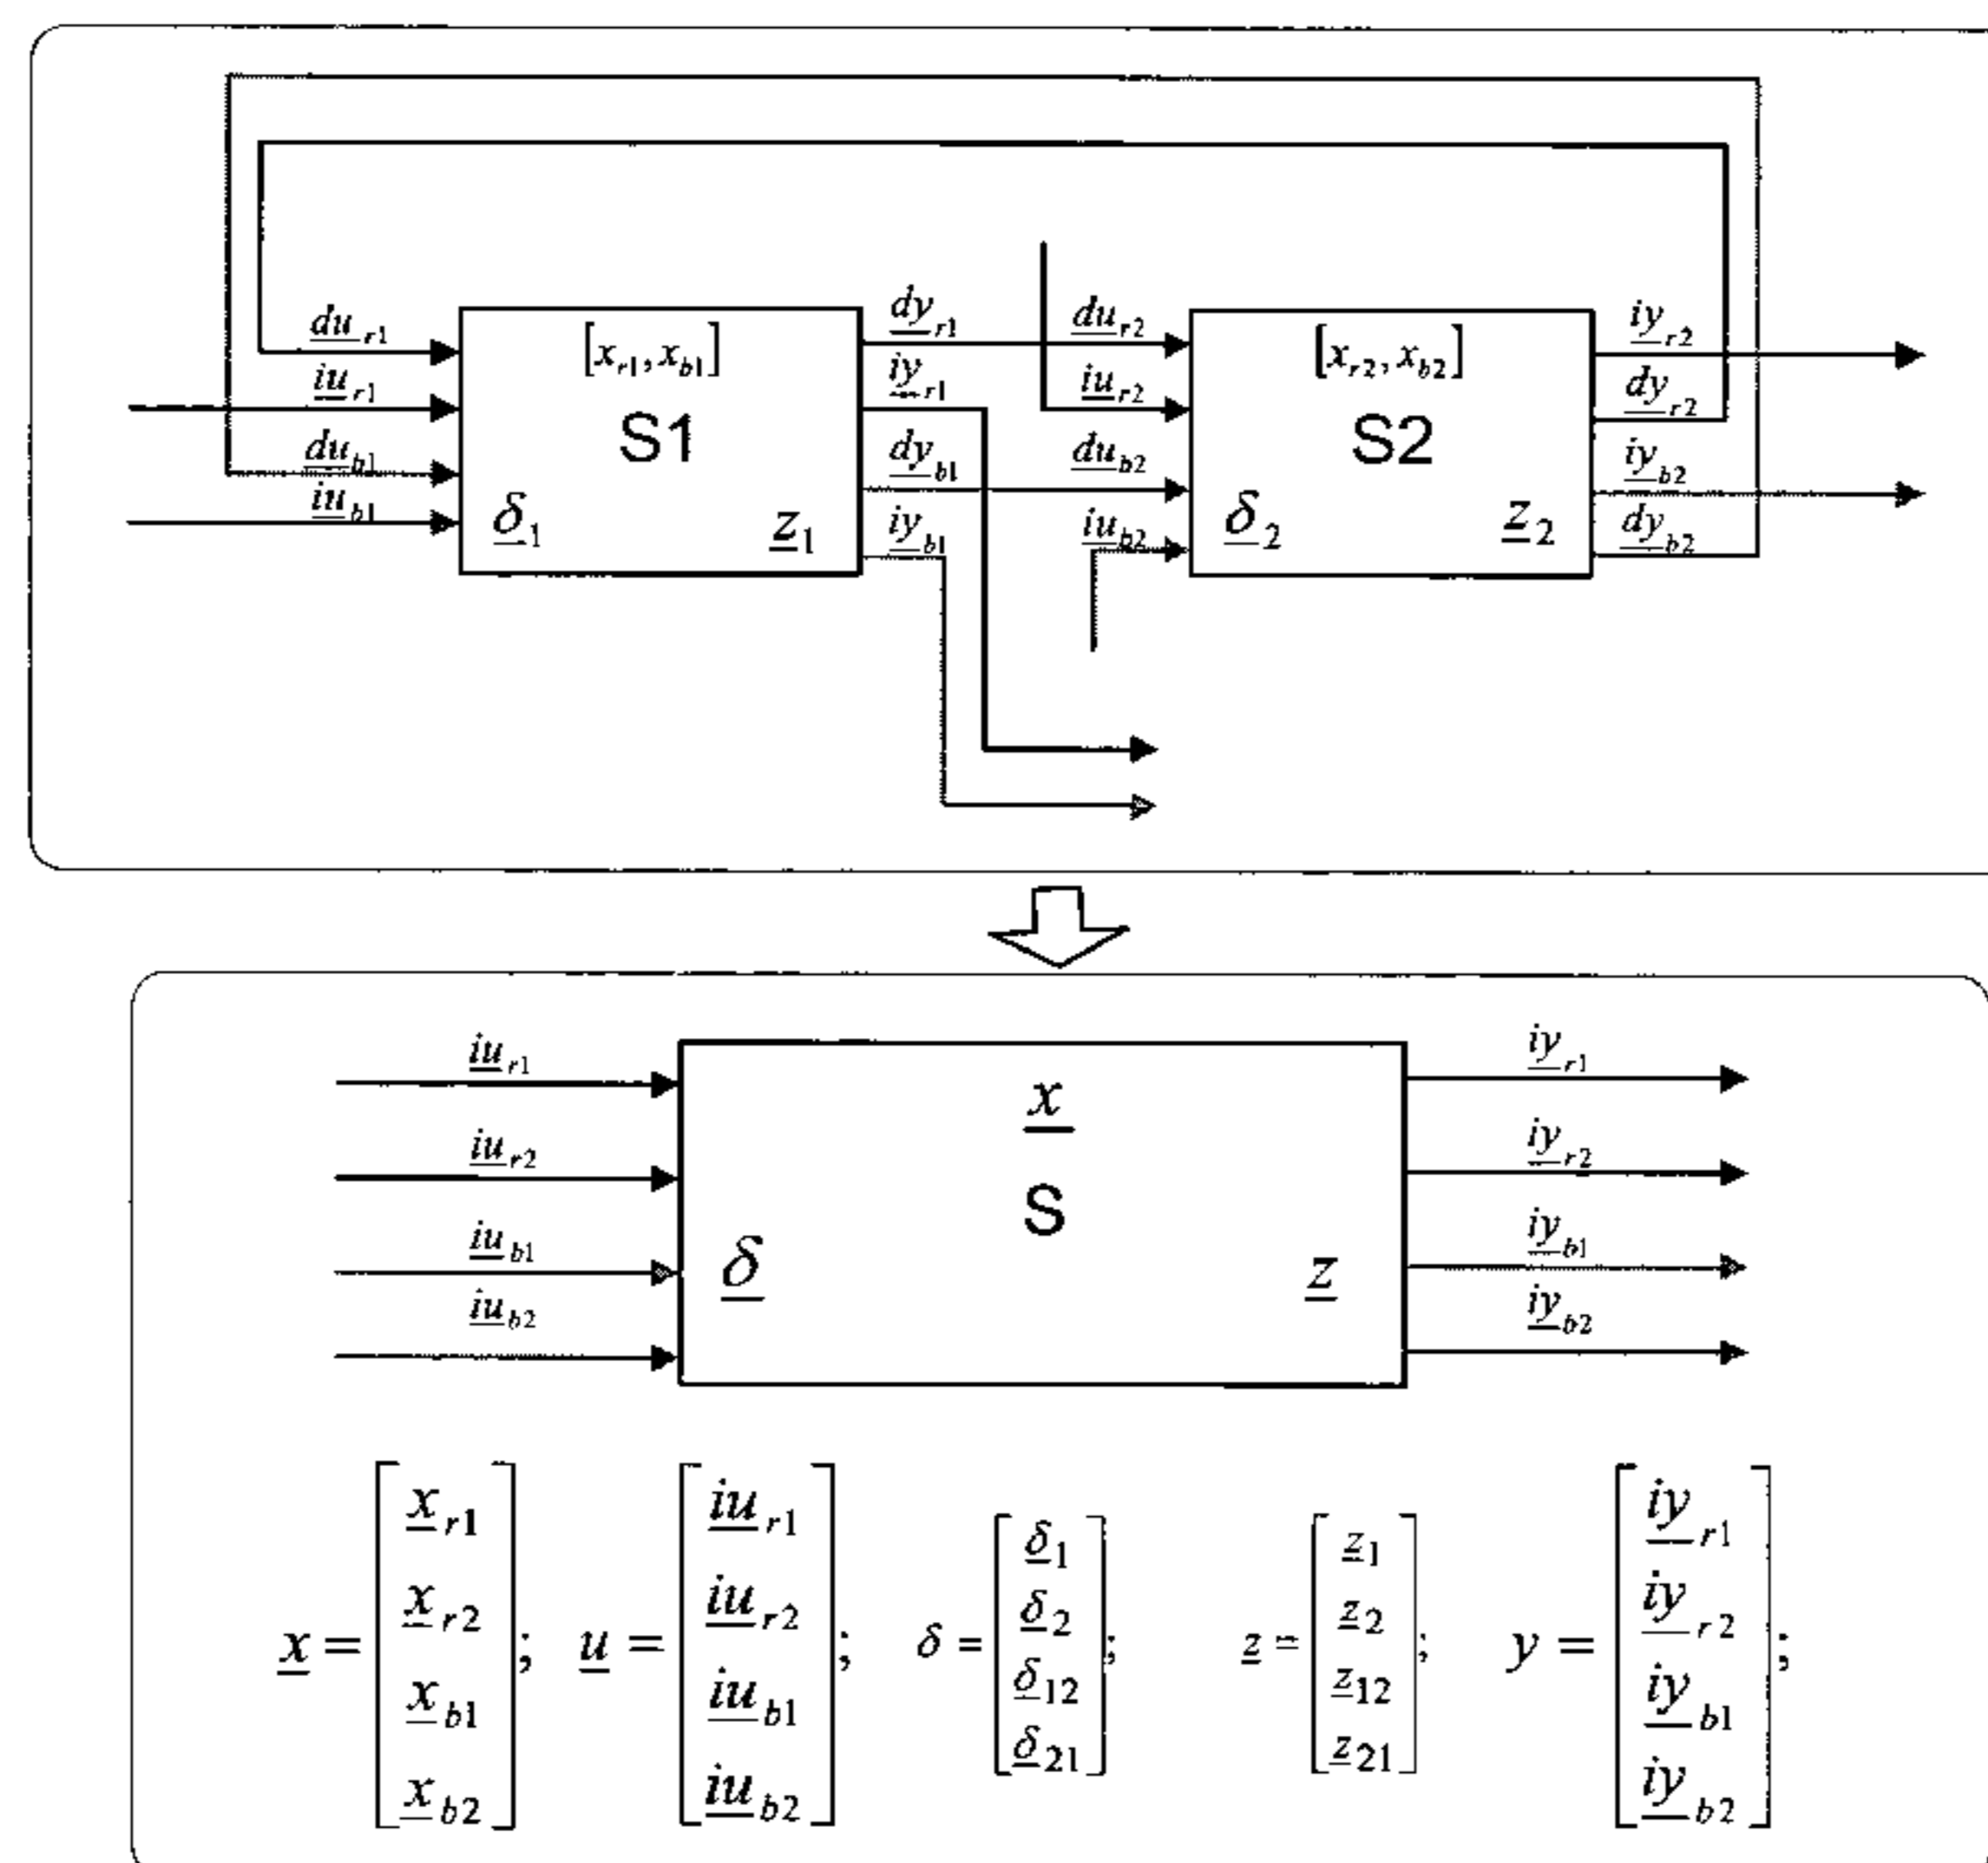 du_r1 [x_r1, x_b1] dy_r1 du_r2 [x_r2, x_b2] iy_r2
iu_r1 iy_r1 iu_r2 dy_r2
S1 S2
du_b1 dy_b1 du_b2 iy_b2
iu_b1 δ_1 z_1 iy_b1 iu_b2 δ_2 z_2 dy_b2
iu_r1 x iy_r1
iu_r2 S iy_r2
iu_b1 δ z iy_b1
iu_b2 iy_b2
x = [x_r1 x_r2 x_b1 x_b2]; u = [iu_r1 iu_r2 iu_b1 iu_b2]; δ = [δ_1 δ_2 δ_12 δ_21]; z = [z_1 z_2 z_12 z_21]; y = [iy_r1 iy_r2 iy_b1 iy_b2];